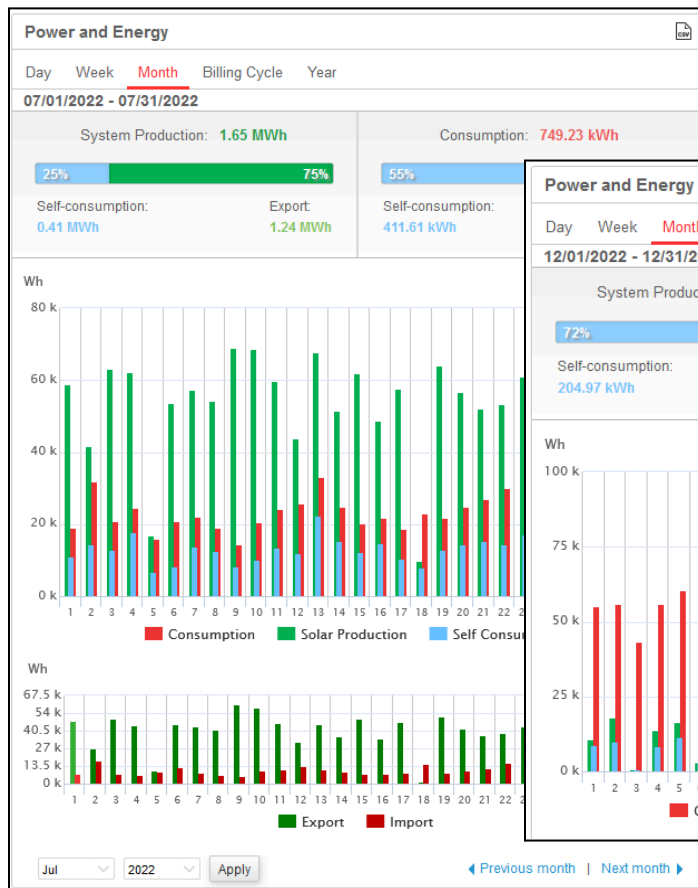 Power and Energy
CSV
Day Week Month Billing Cycle Year
07/01/2022 - 07/31/2022
System Production: 1.65 MWh
Consumption: 749.23 kWh
25% 75%
55%
Self-consumption: Export:
0.41 MWh 1.24 MWh
Self-consumption:
411.61 kWh
Wh
80 k
60 k
40 k
20 k
0 k
1 2 3 4 5 6 7 8 9 10 11 12 13 14 15 16 17 18 19 20 21 22 2
Consumption Solar Production Self Consu
Wh
67.5 k
54 k
40.5 k
27 k
13.5 k
0 k
1 2 3 4 5 6 7 8 9 10 11 12 13 14 15 16 17 18 19 20 21 22 2
Export Import
Jul 2022 Apply
Previous month | Next month
Power and Energy
Day Week Month
12/01/2022 - 12/31/2
System Produc
72%
Self-consumption:
204.97 kWh
Wh
100 k
75 k
50 k
25 k
0 k
1 2 3 4 5